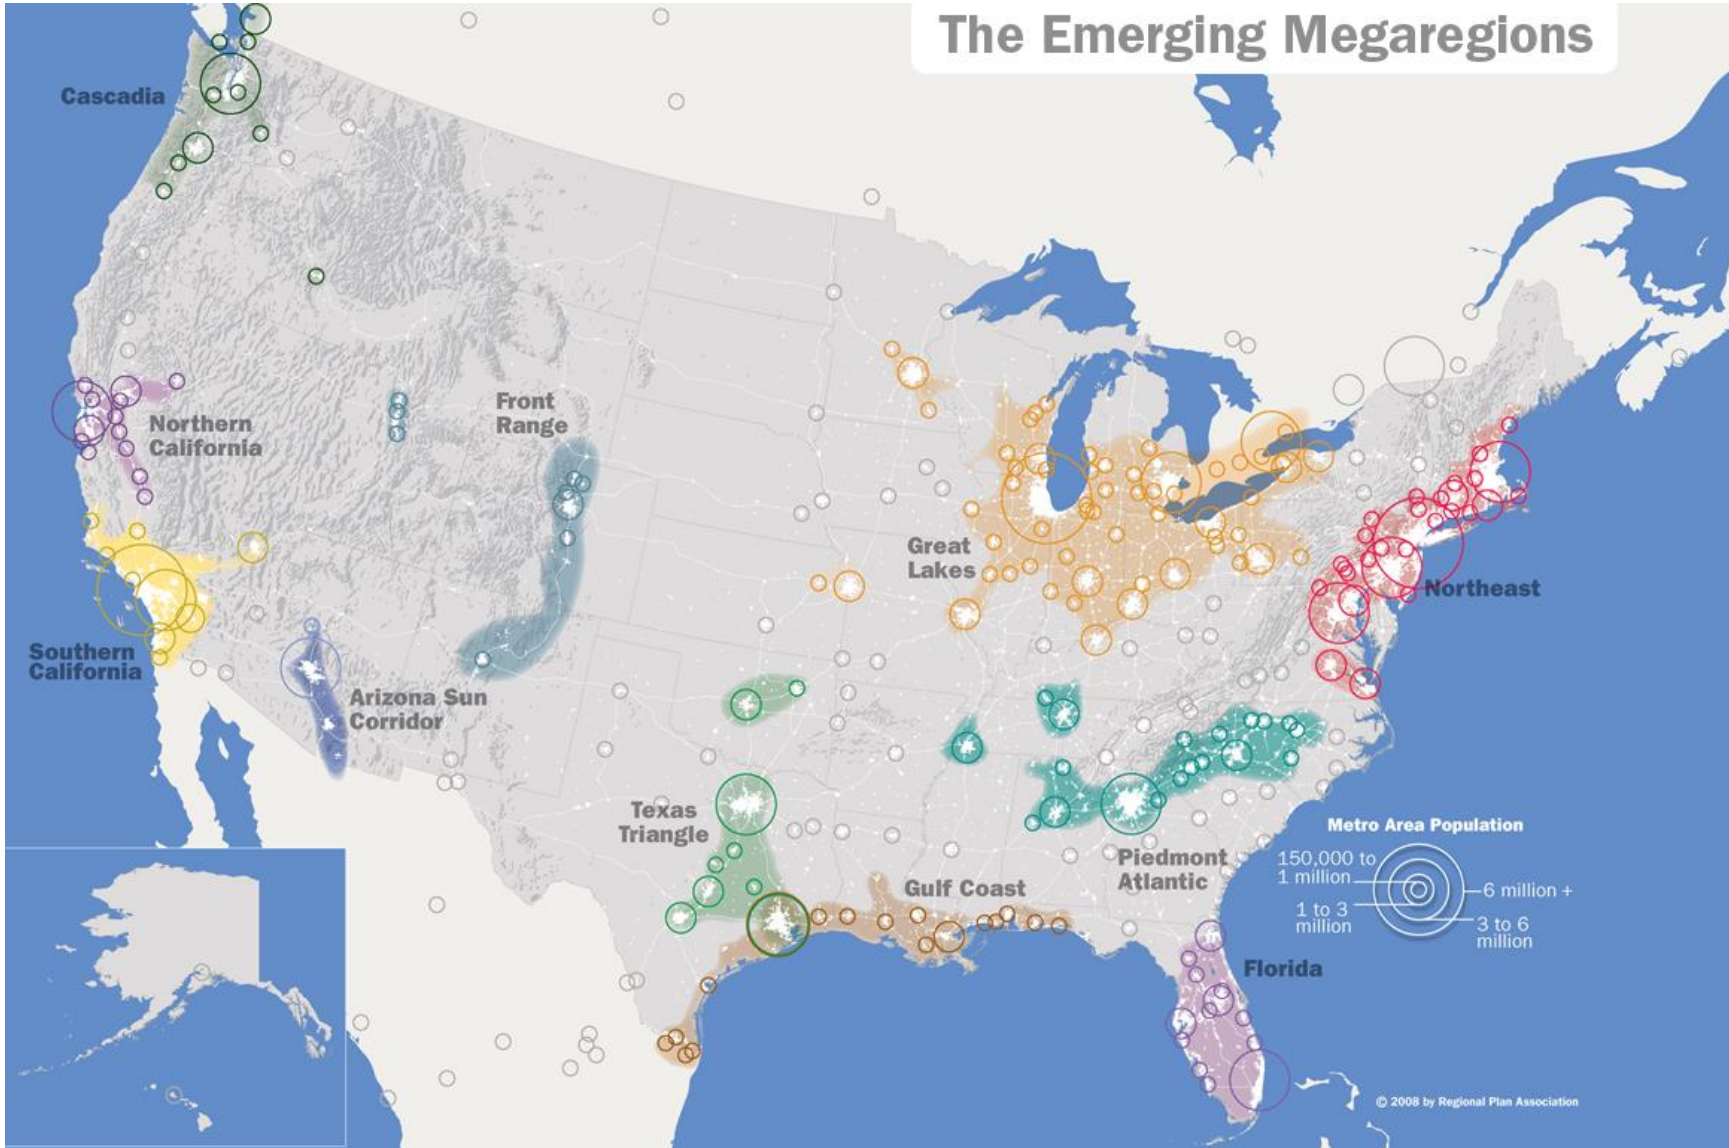 The Emerging Megaregions
Cascadia
Northern
California
Front
Range
Great
Lakes
Northeast
Southern
California
Arizona Sun
Corridor
Texas
Triangle
Piedmont
Atlantic
Gulf Coast
Florida
Metro Area Population
150,000 to
1 million
6 million +
1 to 3
million
3 to 6
million
© 2008 by Regional Plan Association